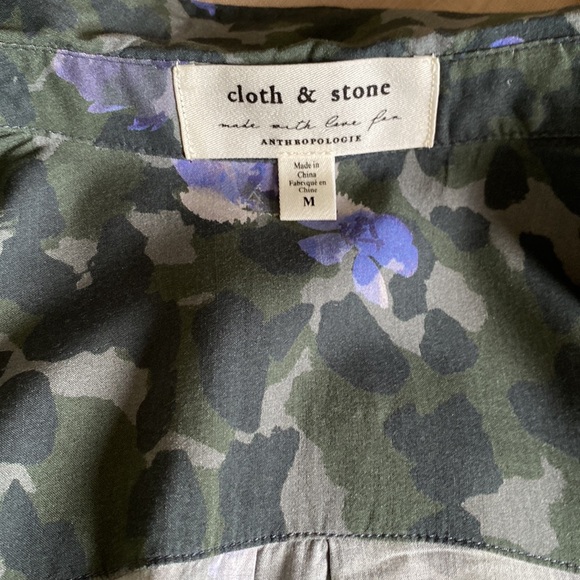 cloth & stone
made with love for
ANTHROPOLOGIE
Made in
China
Fabriqué en
Chine
M